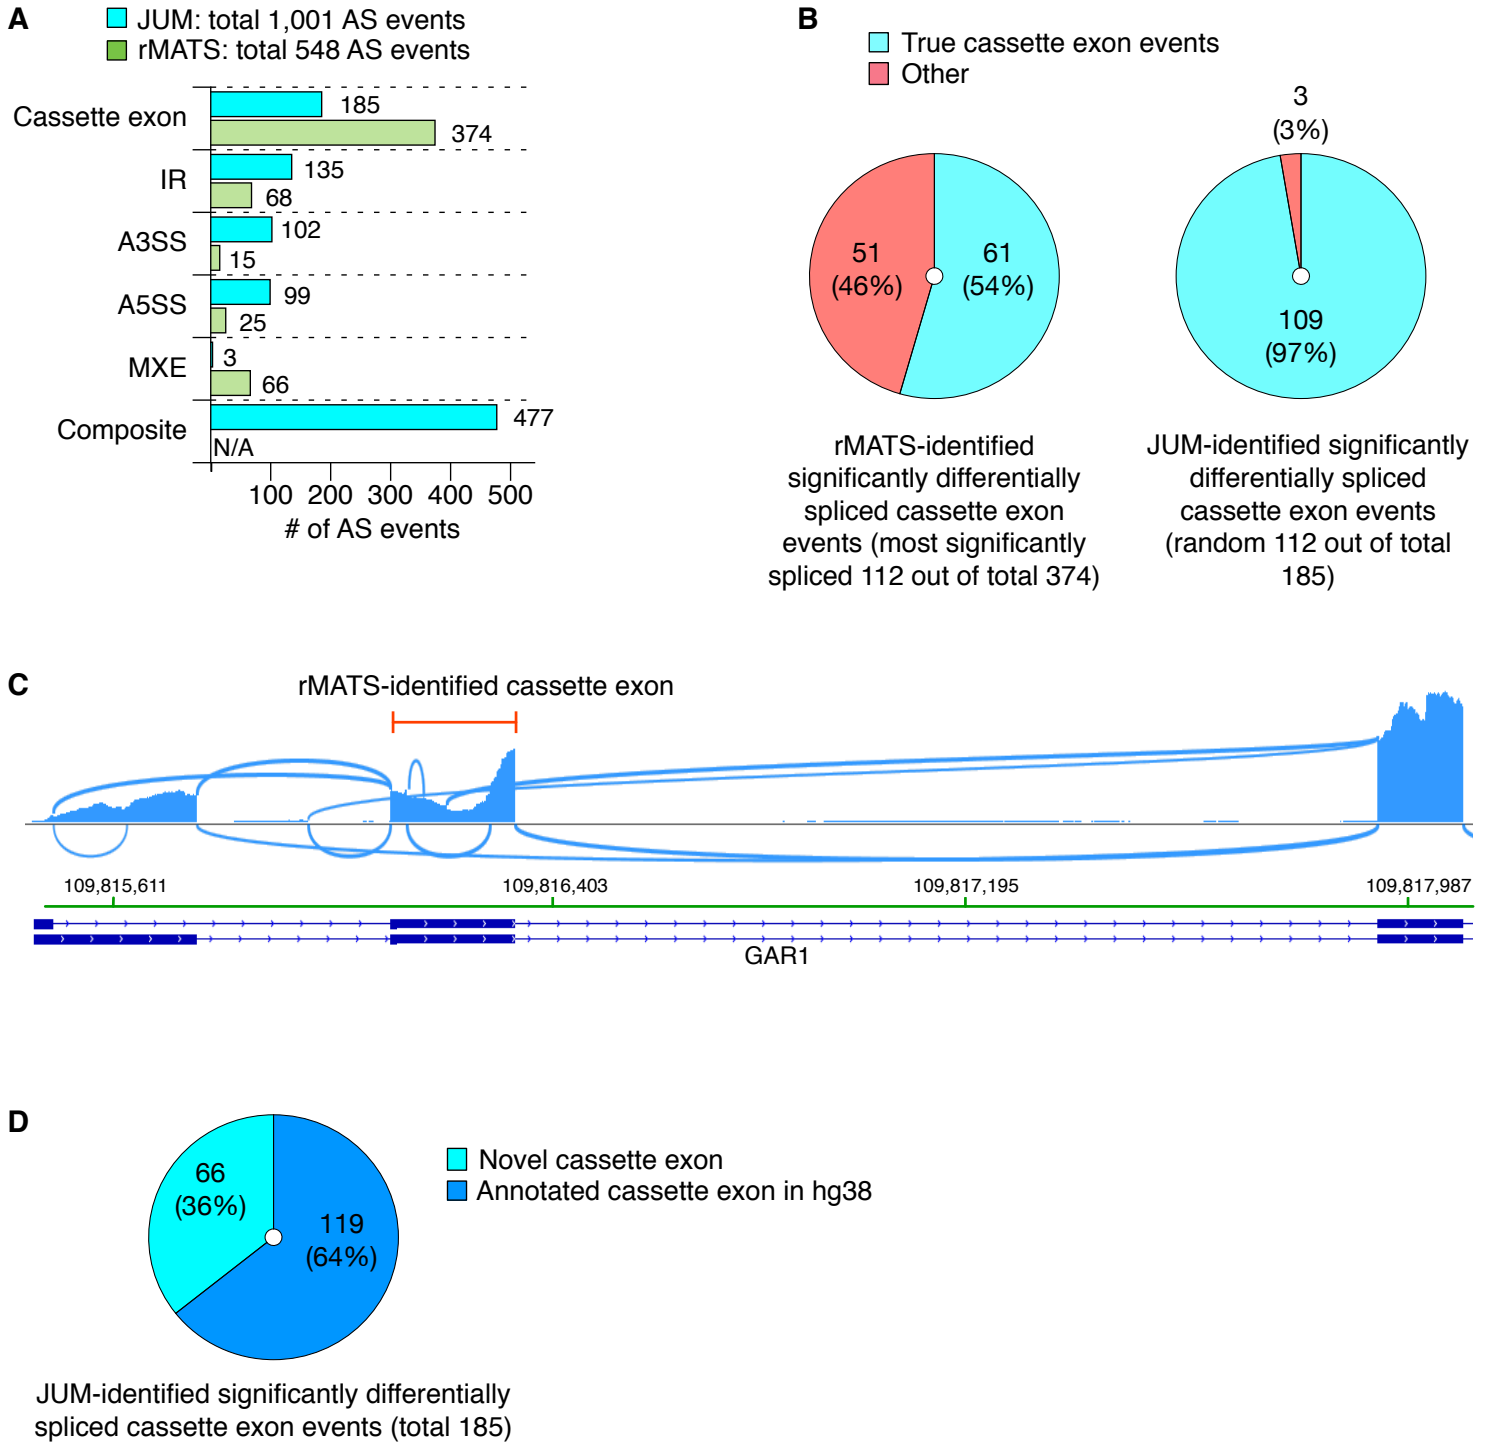 A
JUM: total 1,001 AS events
rMATS: total 548 AS events
Cassette exon
185
374
IR
135
68
A3SS
102
15
A5SS
99
25
MXE
3
66
Composite
477
N/A
100 200 300 400 500
# of AS events
B
True cassette exon events
Other
51
(46%)
61
(54%)
rMATS-identified
significantly differentially
spliced cassette exon
events (most significantly
spliced 112 out of total 374)
3
(3%)
109
(97%)
JUM-identified significantly
differentially spliced
cassette exon events
(random 112 out of total
185)
C
rMATS-identified cassette exon
109,815,611 109,816,403 109,817,195 109,817,987
GAR1
D
66
(36%)
119
(64%)
Novel cassette exon
Annotated cassette exon in hg38
JUM-identified significantly differentially
spliced cassette exon events (total 185)